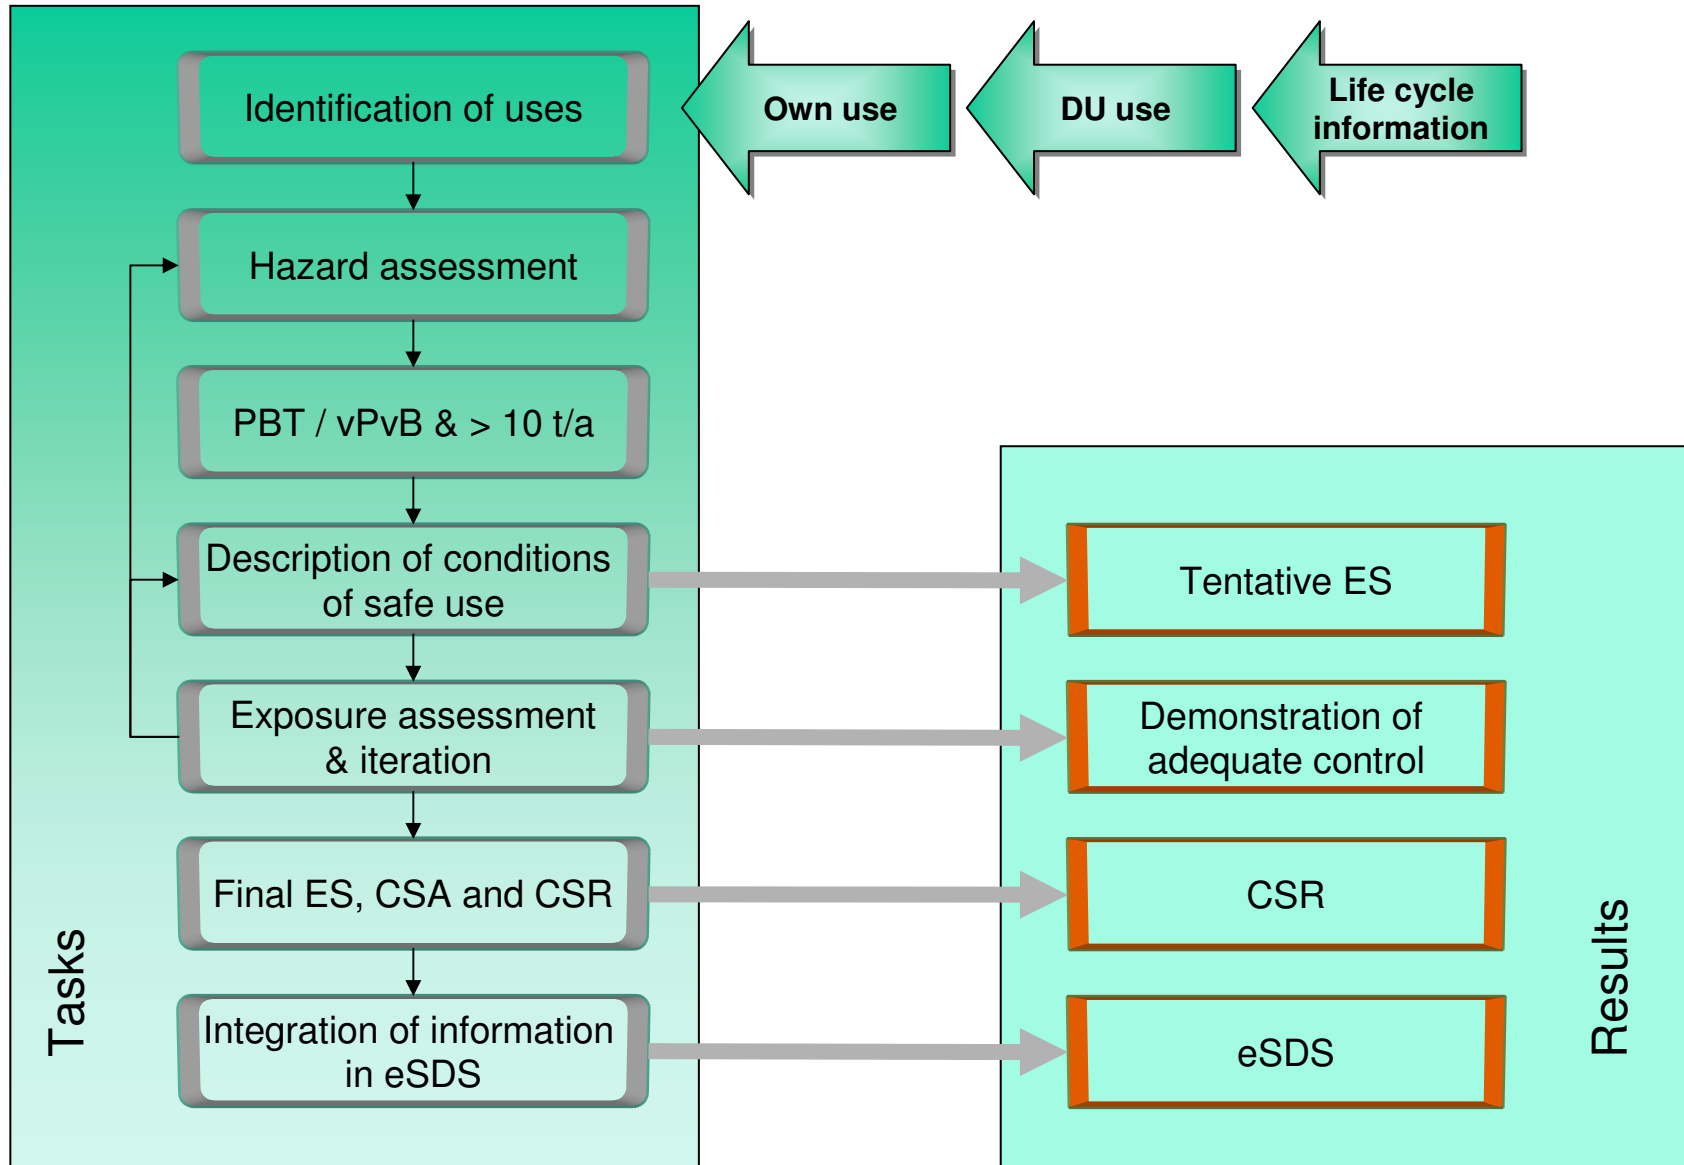 Identification of uses
Own use
DU use
Life cycle
information
Hazard assessment
PBT / vPvB & > 10 t/a
Description of conditions
of safe use
Tentative ES
Exposure assessment
& iteration
Demonstration of
adequate control
Final ES, CSA and CSR
CSR
Integration of information
in eSDS
eSDS
Tasks
Results